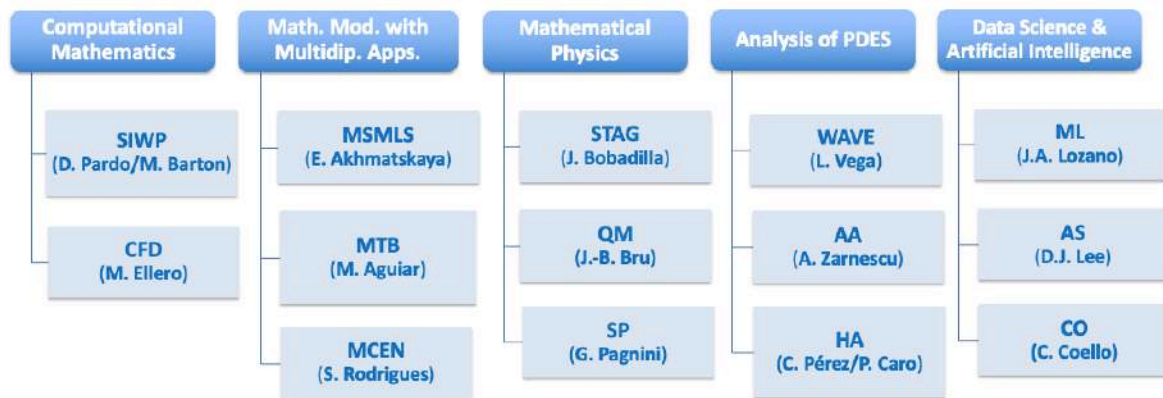 Computational
Mathematics
SIWP
(D. Pardo/M. Barton)
CFD
(M. Ellero)
Math. Mod. with
Multidip. Apps.
MSMLS
(E. Akhmatskaya)
MTB
(M. Aguiar)
MCEN
(S. Rodrigues)
Mathematical
Physics
STAG
(J. Bobadilla)
QM
(J.-B. Bru)
SP
(G. Pagnini)
Analysis of PDES
WAVE
(L. Vega)
AA
(A. Zarnescu)
HA
(C. Pérez/P. Caro)
Data Science &
Artificial Intelligence
ML
(J.A. Lozano)
AS
(D.J. Lee)
CO
(C. Coello)